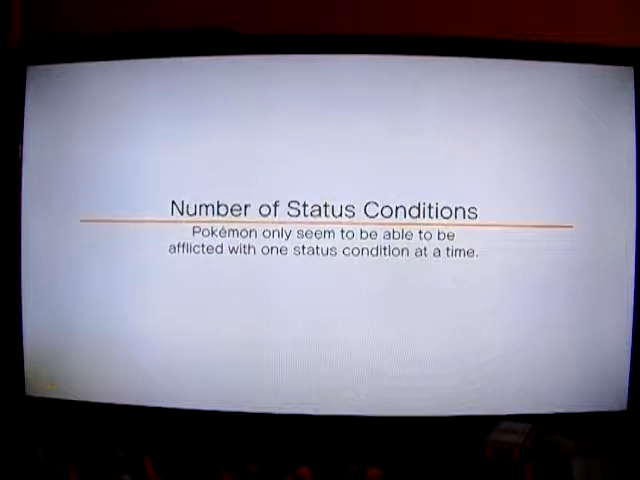 Number of Status Conditions
Pokémon only seem to be able to be
afflicted with one status condition at a time.